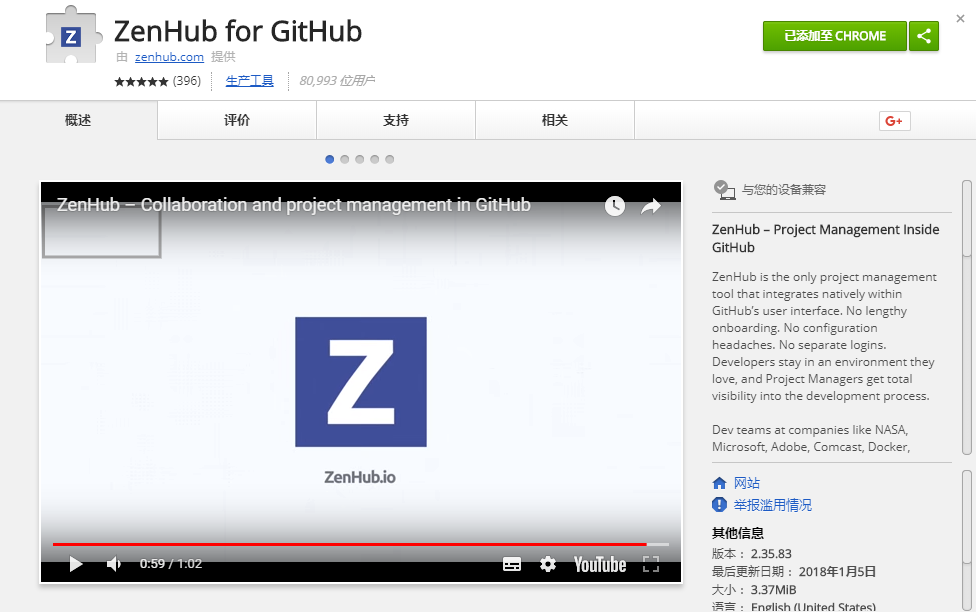 Z
ZenHub for GitHub
由 zenhub.com 提供
★★★★★ (396) 生产工具 80,993 位用户
已添加至 CHROME
概述 评价 支持 相关
G+
ZenHub – Collaboration and project management in GitHub
Z
ZenHub.io
0:59 / 1:02
YouTube
与您的设备兼容
ZenHub – Project Management Inside
GitHub
ZenHub is the only project management
tool that integrates natively within
GitHub's user interface. No lengthy
onboarding. No configuration
headaches. No separate logins.
Developers stay in an environment they
love, and Project Managers get total
visibility into the development process.
Dev teams at companies like NASA,
Microsoft, Adobe, Comcast, Docker,
网站
举报滥用情况
其他信息
版本： 2.35.83
最后更新日期： 2018年1月5日
大小： 3.37MiB
语言： English (United States)